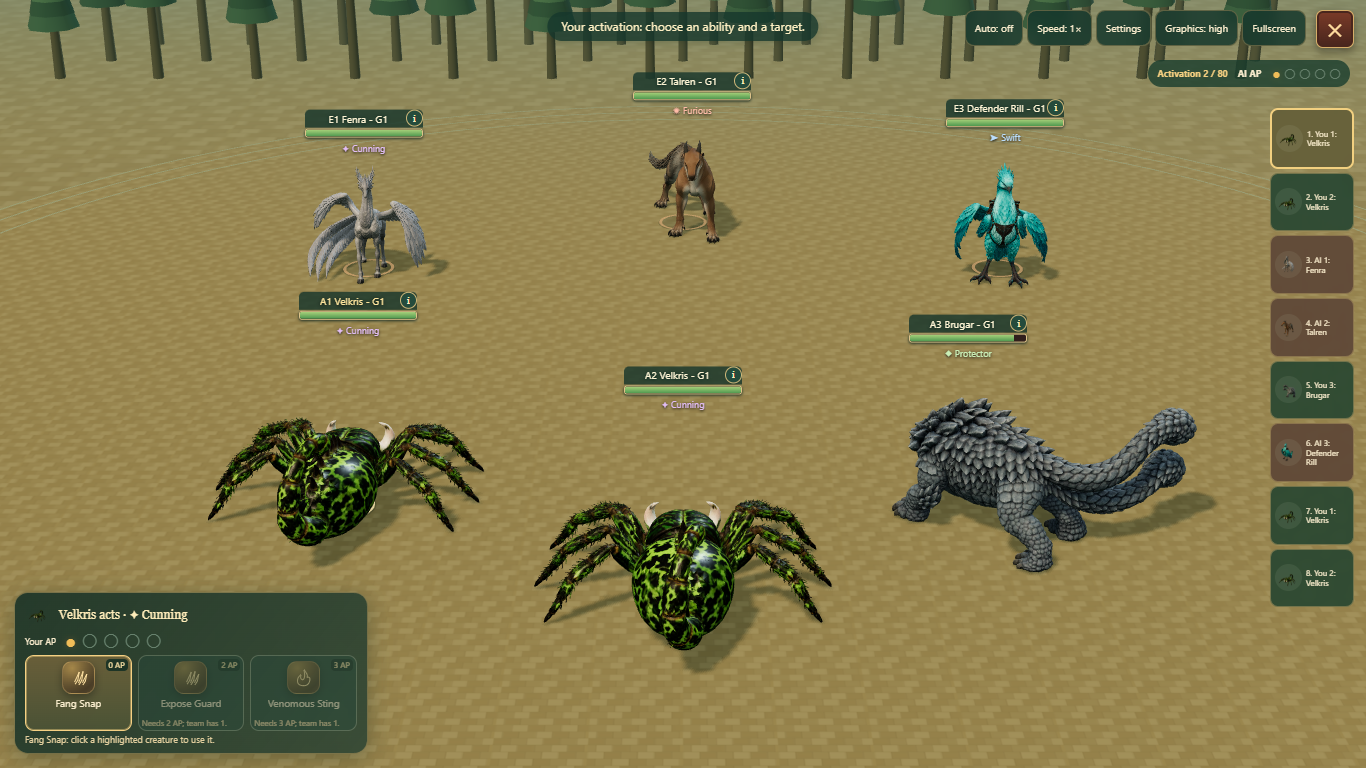 Your activation: choose an ability and a target.
Auto: off
Speed: 1×
Settings
Graphics: high
Fullscreen
Activation 2 / 80 AI AP
E2 Talren - G1
Furious
E1 Fenra - G1
Cunning
E3 Defender Rill - G1
Swift
A1 Velkris - G1
Cunning
A3 Brugar - G1
Protector
A2 Velkris - G1
Cunning
1. You 1:
Velkris
2. You 2:
Velkris
3. AI 1:
Fenra
4. AI 2:
Talren
5. You 3:
Brugar
6. AI 3:
Defender
Rill
7. You 1:
Velkris
8. You 2:
Velkris
Velkris acts · Cunning
Your AP
0 AP
Fang Snap
2 AP
Expose Guard
Needs 2 AP; team has 1.
3 AP
Venomous Sting
Needs 3 AP; team has 1.
Fang Snap: click a highlighted creature to use it.